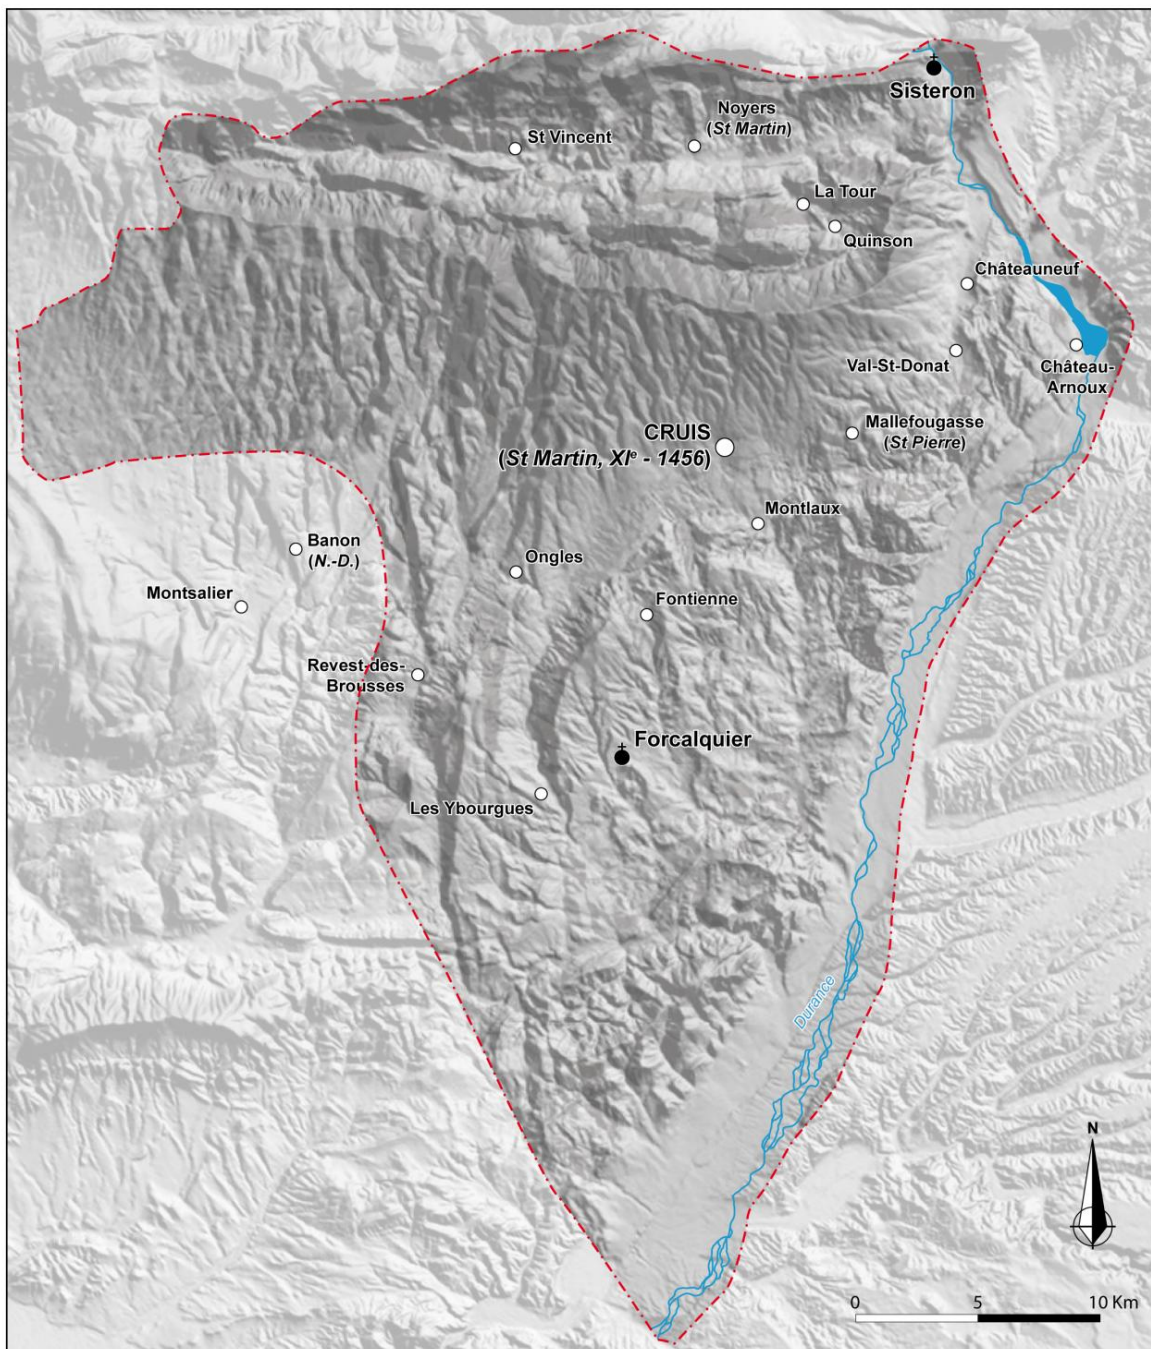 Sisteron
Noyers
(St Martin)
St Vincent
La Tour
Quinson
Châteauneuf
Val-St-Donat
Château-
Arnoux
Mallefougasse
(St Pierre)
CRUIS
(St Martin, XIe - 1456)
Montlaux
Banon
(N.-D.)
Ongles
Montsalier
Fontienne
Revest-des-
Brousses
Forcalquier
Les Ybourgues
Durance
N
0 5 10 Km